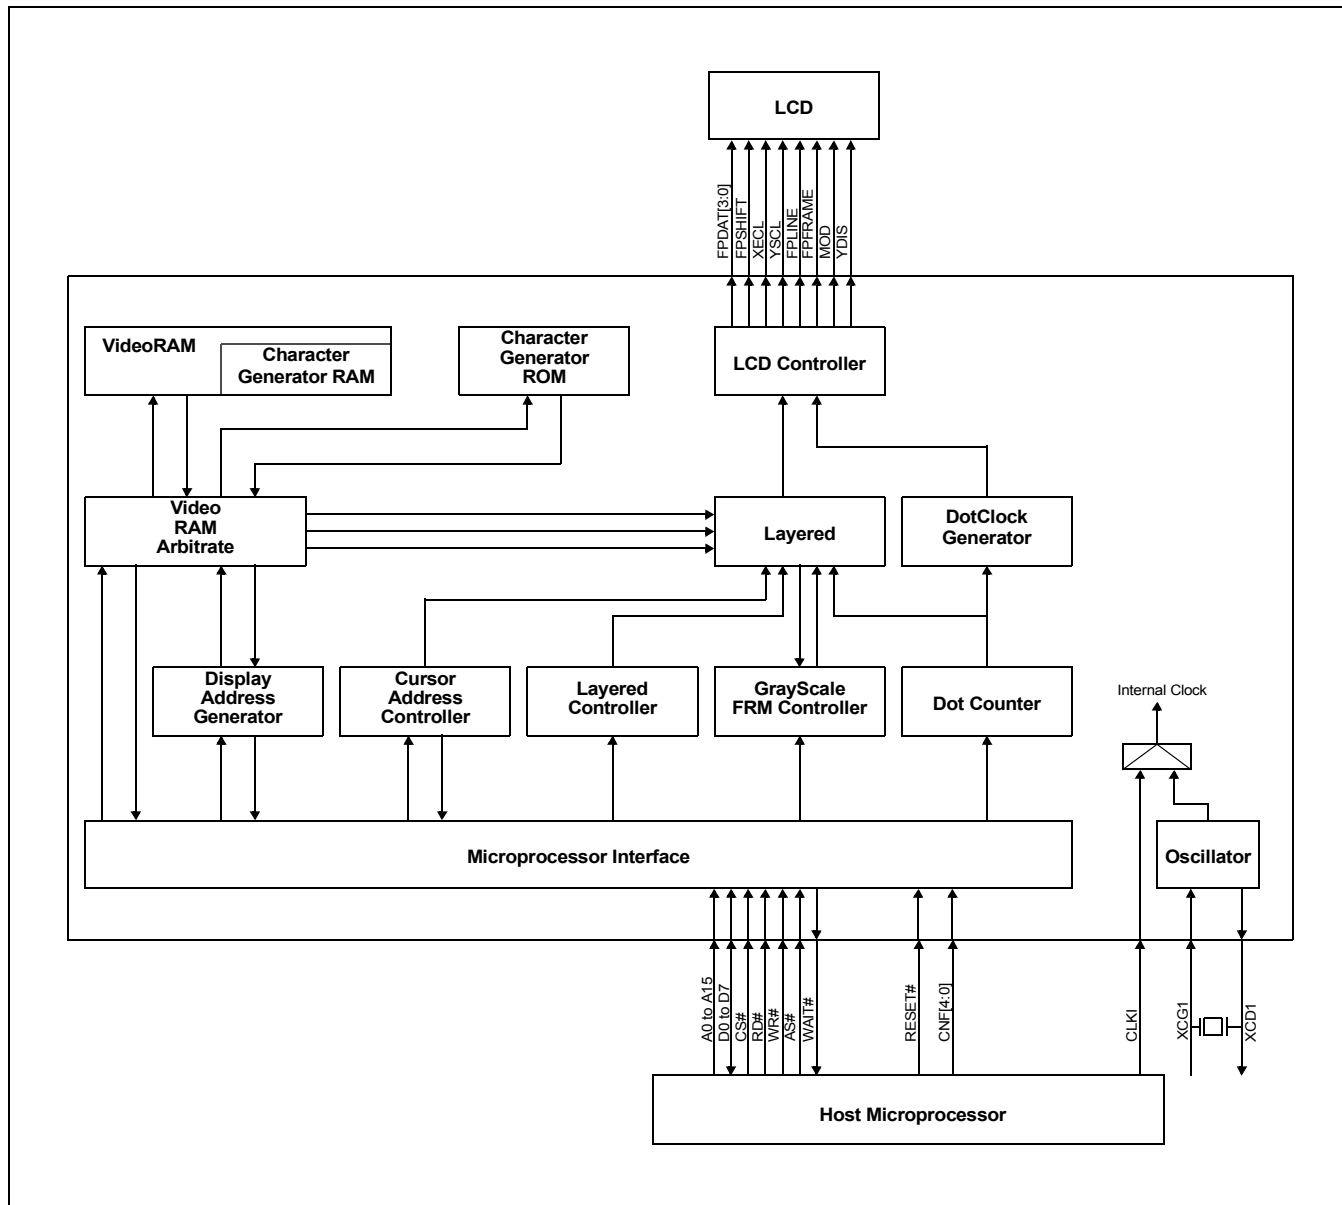 LCD
FPDAT[3:0]
FPSHIFT
XECL
YSCL
FPLINE
FPFRAME
MOD
YDIS
VideoRAM
Character
Generator RAM
Character
Generator
ROM
LCD Controller
Video
RAM
Arbitrate
Layered
DotClock
Generator
Display
Address
Generator
Cursor
Address
Controller
Layered
Controller
GrayScale
FRM Controller
Dot Counter
Internal Clock
Microprocessor Interface
Oscillator
A0 to A15
D0 to D7
CS#
RD#
WR#
AS#
WAIT#
RESET#
CNF[4:0]
CLKI
XCG1
XCD1
Host Microprocessor